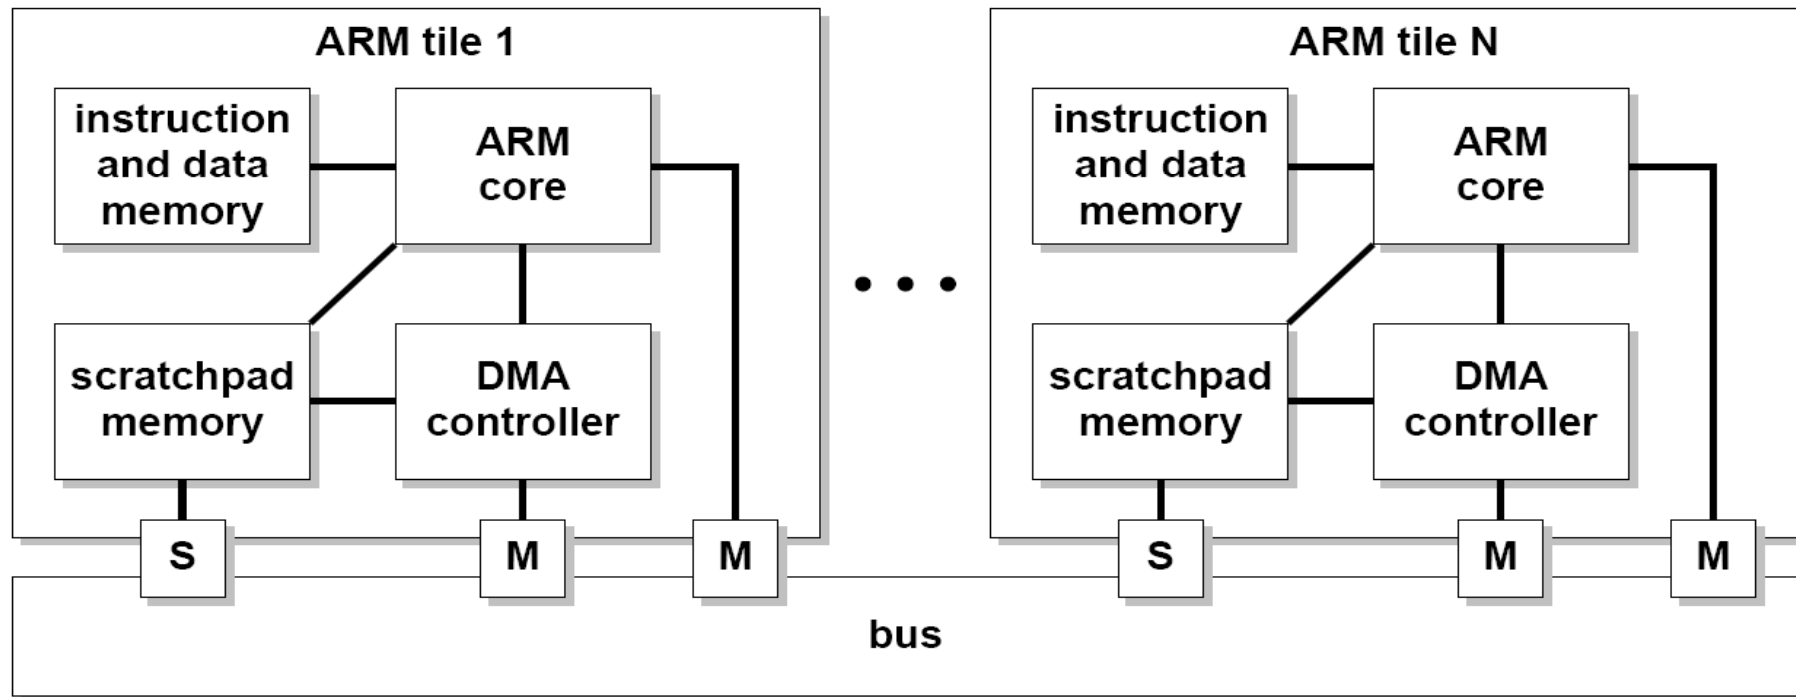 ARM tile 1
instruction
and data
memory
ARM
core
scratchpad
memory
DMA
controller
S
M
M
• • •
ARM tile N
instruction
and data
memory
ARM
core
scratchpad
memory
DMA
controller
S
M
M
bus